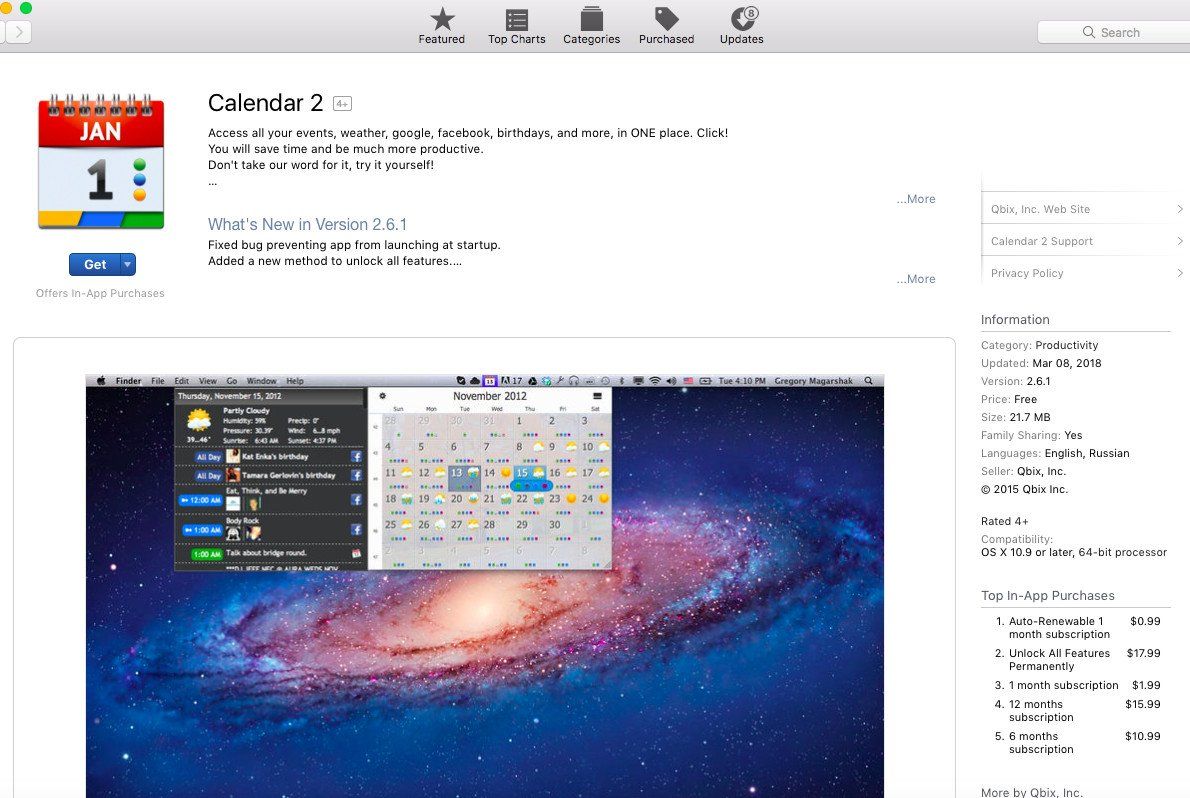 Featured
Top Charts
Categories
Purchased
8
Updates
Search
JAN
1
Calendar 2 4+
Access all your events, weather, google, facebook, birthdays, and more, in ONE place. Click!
You will save time and be much more productive.
Don't take our word for it, try it yourself!
...
...More
What's New in Version 2.6.1
Fixed bug preventing app from launching at startup.
Added a new method to unlock all features....
...More
Get
Offers In-App Purchases
Qbix, Inc. Web Site
Calendar 2 Support
Privacy Policy
Information
Category: Productivity
Updated: Mar 08, 2018
Version: 2.6.1
Price: Free
Size: 21.7 MB
Family Sharing: Yes
Languages: English, Russian
Seller: Qbix, Inc.
© 2015 Qbix Inc.
Rated 4+
Compatibility:
OS X 10.9 or later, 64-bit processor
Top In-App Purchases
1. Auto-Renewable 1 month subscription $0.99
2. Unlock All Features Permanently $17.99
3. 1 month subscription $1.99
4. 12 months subscription $15.99
5. 6 months subscription $10.99
More by Qbix, Inc.
Finder File Edit View Go Window Help 17 Tue 4:10 PM Gregory Magarshak
Thursday, November 15, 2012
Partly Cloudy
Humidity: 59% Precip: 0"
Pressure: 30.39" Wind: 6...8 mph
39...46° Sunrise: 6:43 AM Sunset: 4:37 PM
All Day Kat Enka's birthday
All Day Tamara Gerlovin's birthday
12:00 AM Eat, Think, and Be Merry
1:00 AM Body Rock
1:00 AM Talk about bridge round.
November 2012
Sun Mon Tue Wed Thu Fri Sat
28 29 30 31 1 2 3
4 5 6 7 8 9 10
11 12 13 14 15 16 17
18 19 20 21 22 23 24
25 26 27 28 29 30 1
2 3 4 5 6 7 8